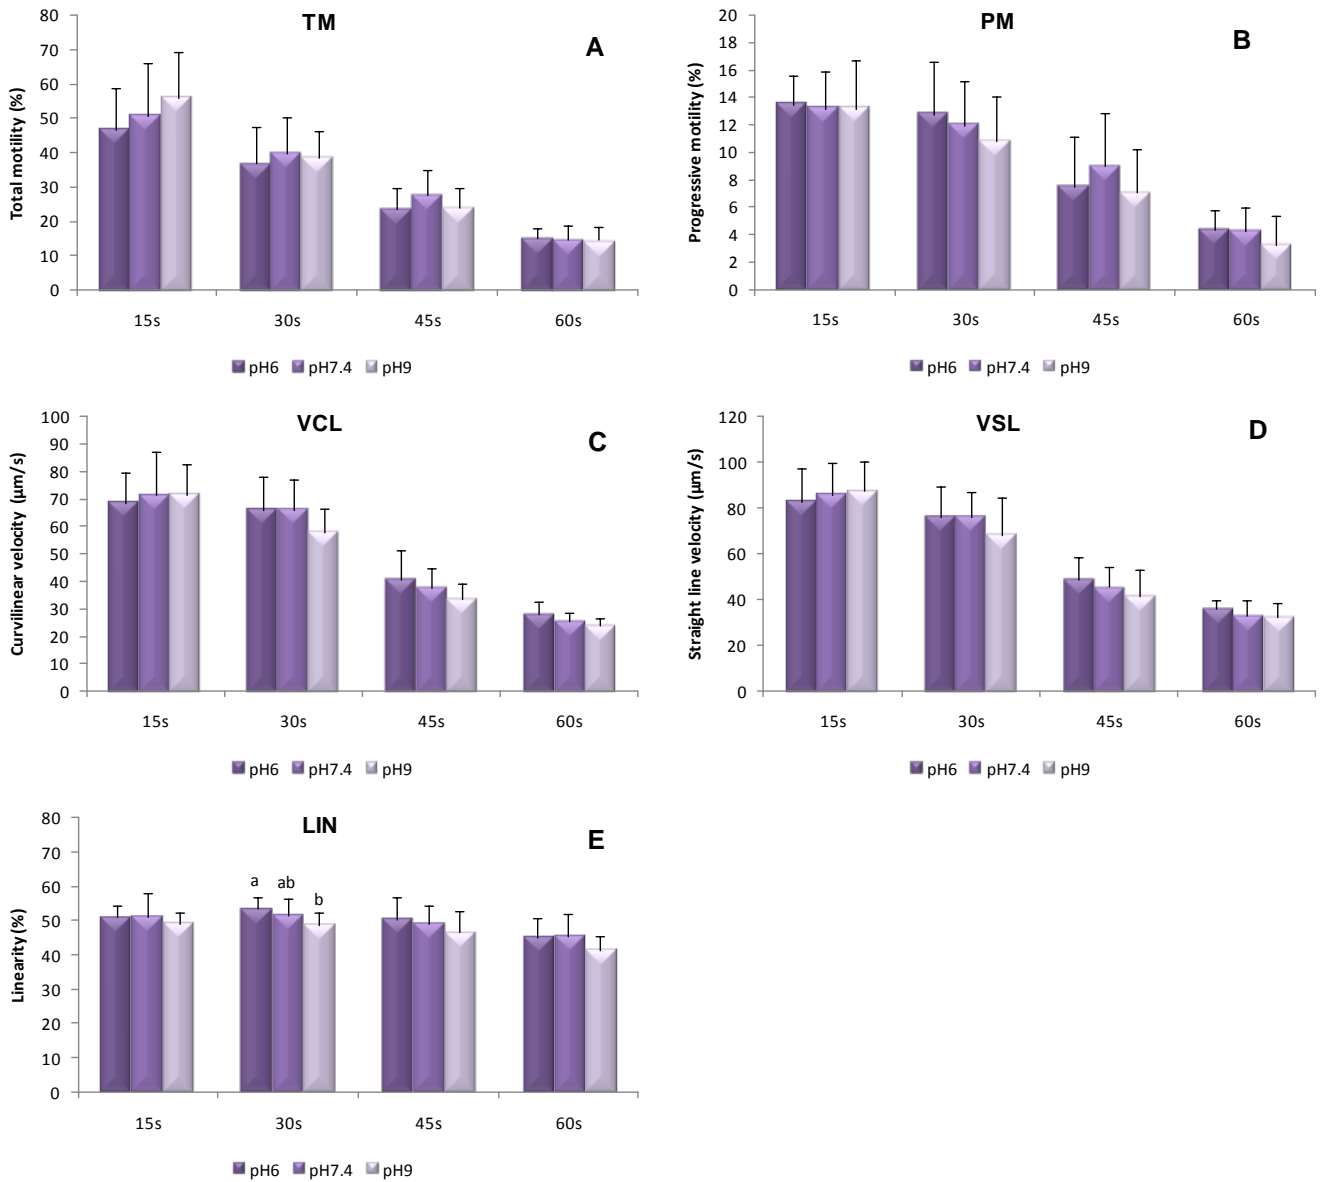 TM
A
Total motility (%)
80
70
60
50
40
30
20
10
0
15s 30s 45s 60s
pH6 pH7.4 pH9
PM
B
Progressive motility (%)
20
18
16
14
12
10
8
6
4
2
0
15s 30s 45s 60s
pH6 pH7.4 pH9
VCL
C
Curvilinear velocity (µm/s)
100
90
80
70
60
50
40
30
20
10
0
15s 30s 45s 60s
pH6 pH7.4 pH9
VSL
D
Straight line velocity (µm/s)
120
100
80
60
40
20
0
15s 30s 45s 60s
pH6 pH7.4 pH9
LIN
E
Linearity (%)
80
70
60
50
40
30
20
10
0
a ab b
15s 30s 45s 60s
pH6 pH7.4 pH9